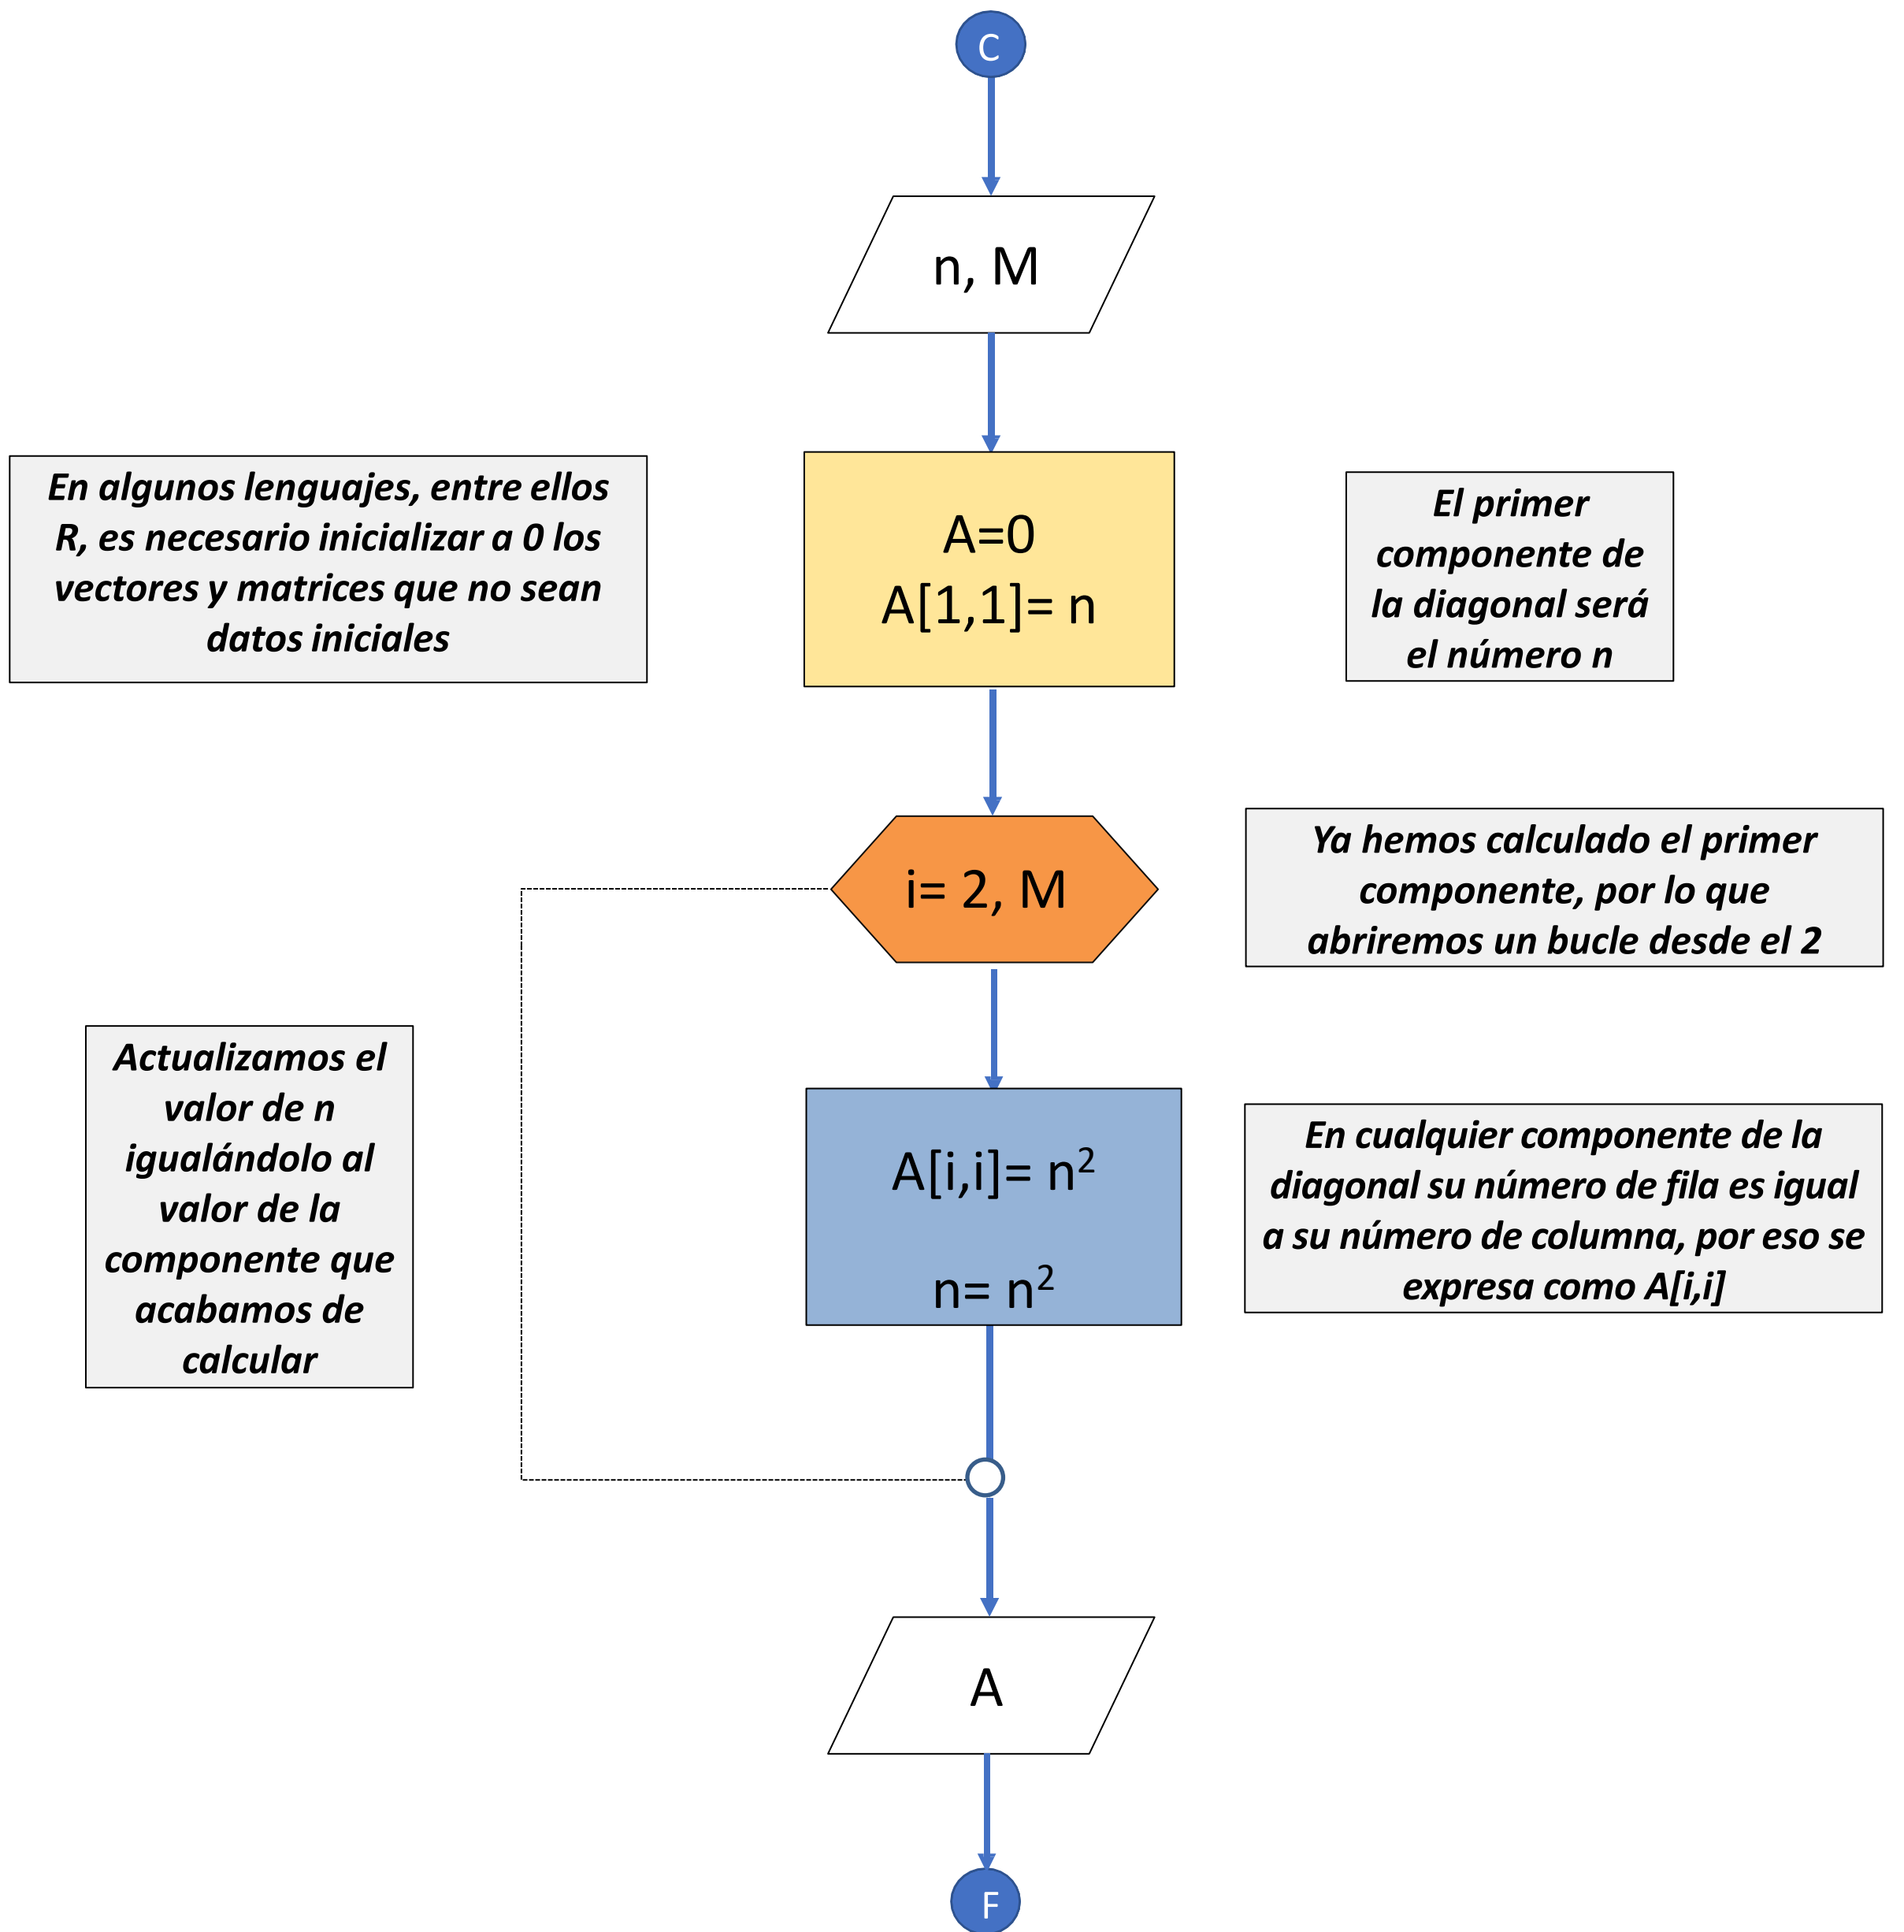 C
n, M
En algunos lenguajes, entre ellos
R, es necesario inicializar a 0 los
vectores y matrices que no sean
datos iniciales
A=0
A[1,1]= n
El primer
componente de
la diagonal será
el número n
i= 2, M
Ya hemos calculado el primer
componente, por lo que
abriremos un bucle desde el 2
Actualizamos el
valor de n
igualándolo al
valor de la
componente que
acabamos de
calcular
A[i,i]= n²
n= n²
En cualquier componente de la
diagonal su número de fila es igual
a su número de columna, por eso se
expresa como A[i,i]
A
F